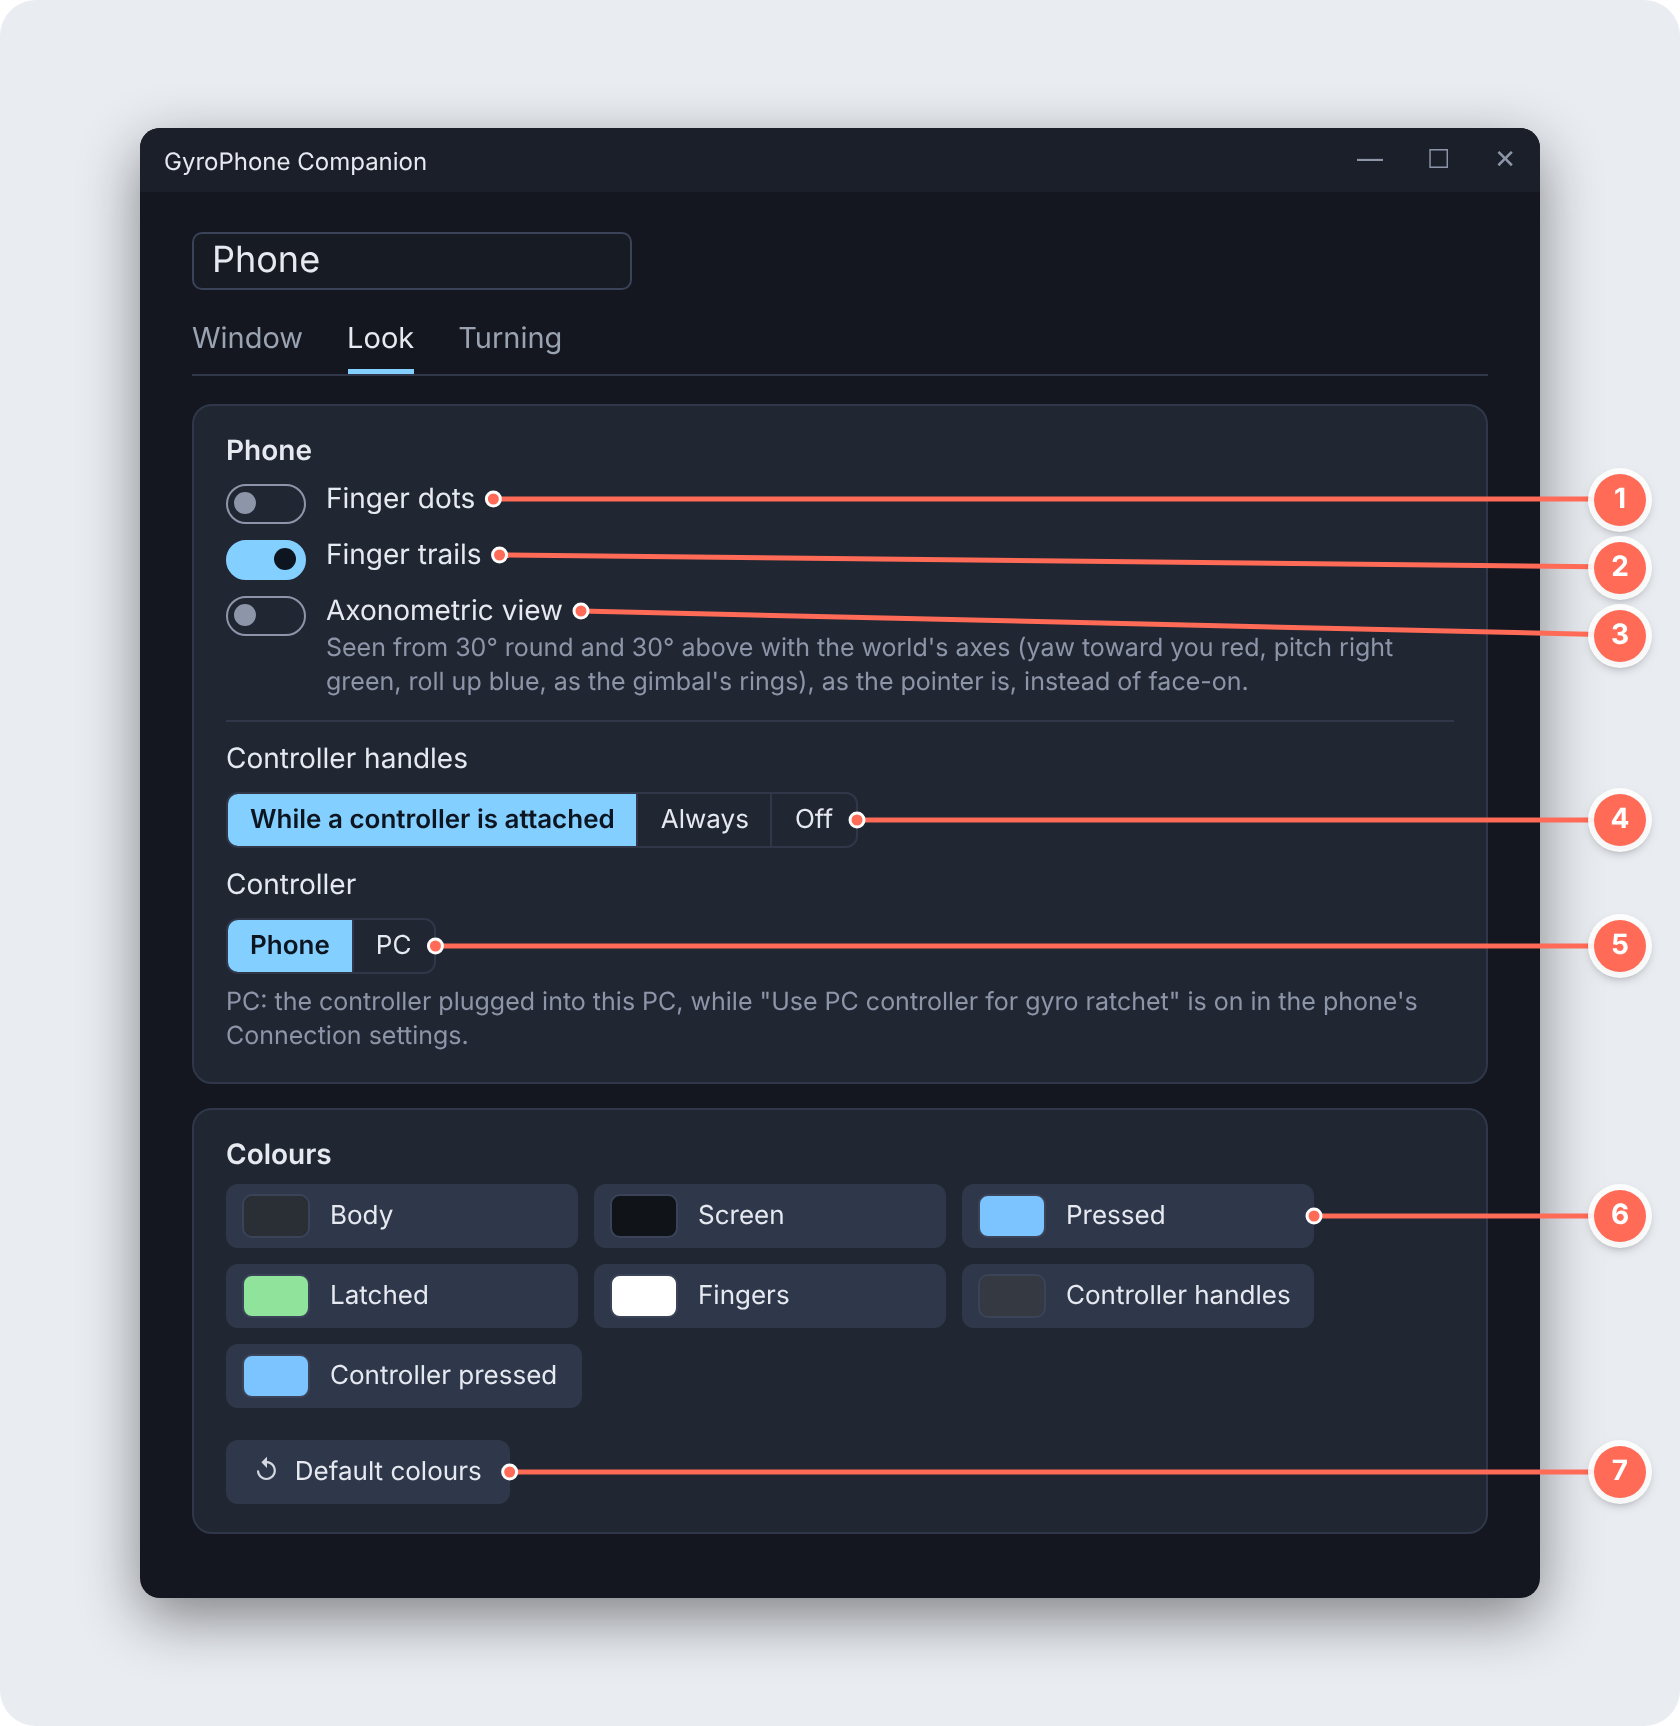 GyroPhone Companion
Phone
Window Look Turning
Phone
Finger dots
1
Finger trails
2
Axonometric view
3
Seen from 30° round and 30° above with the world's axes (yaw toward you red, pitch right
green, roll up blue, as the gimbal's rings), as the pointer is, instead of face-on.
Controller handles
While a controller is attached Always Off
4
Controller
Phone PC
5
PC: the controller plugged into this PC, while "Use PC controller for gyro ratchet" is on in the phone's
Connection settings.
Colours
Body Screen Pressed
6
Latched Fingers Controller handles
Controller pressed
Default colours
7